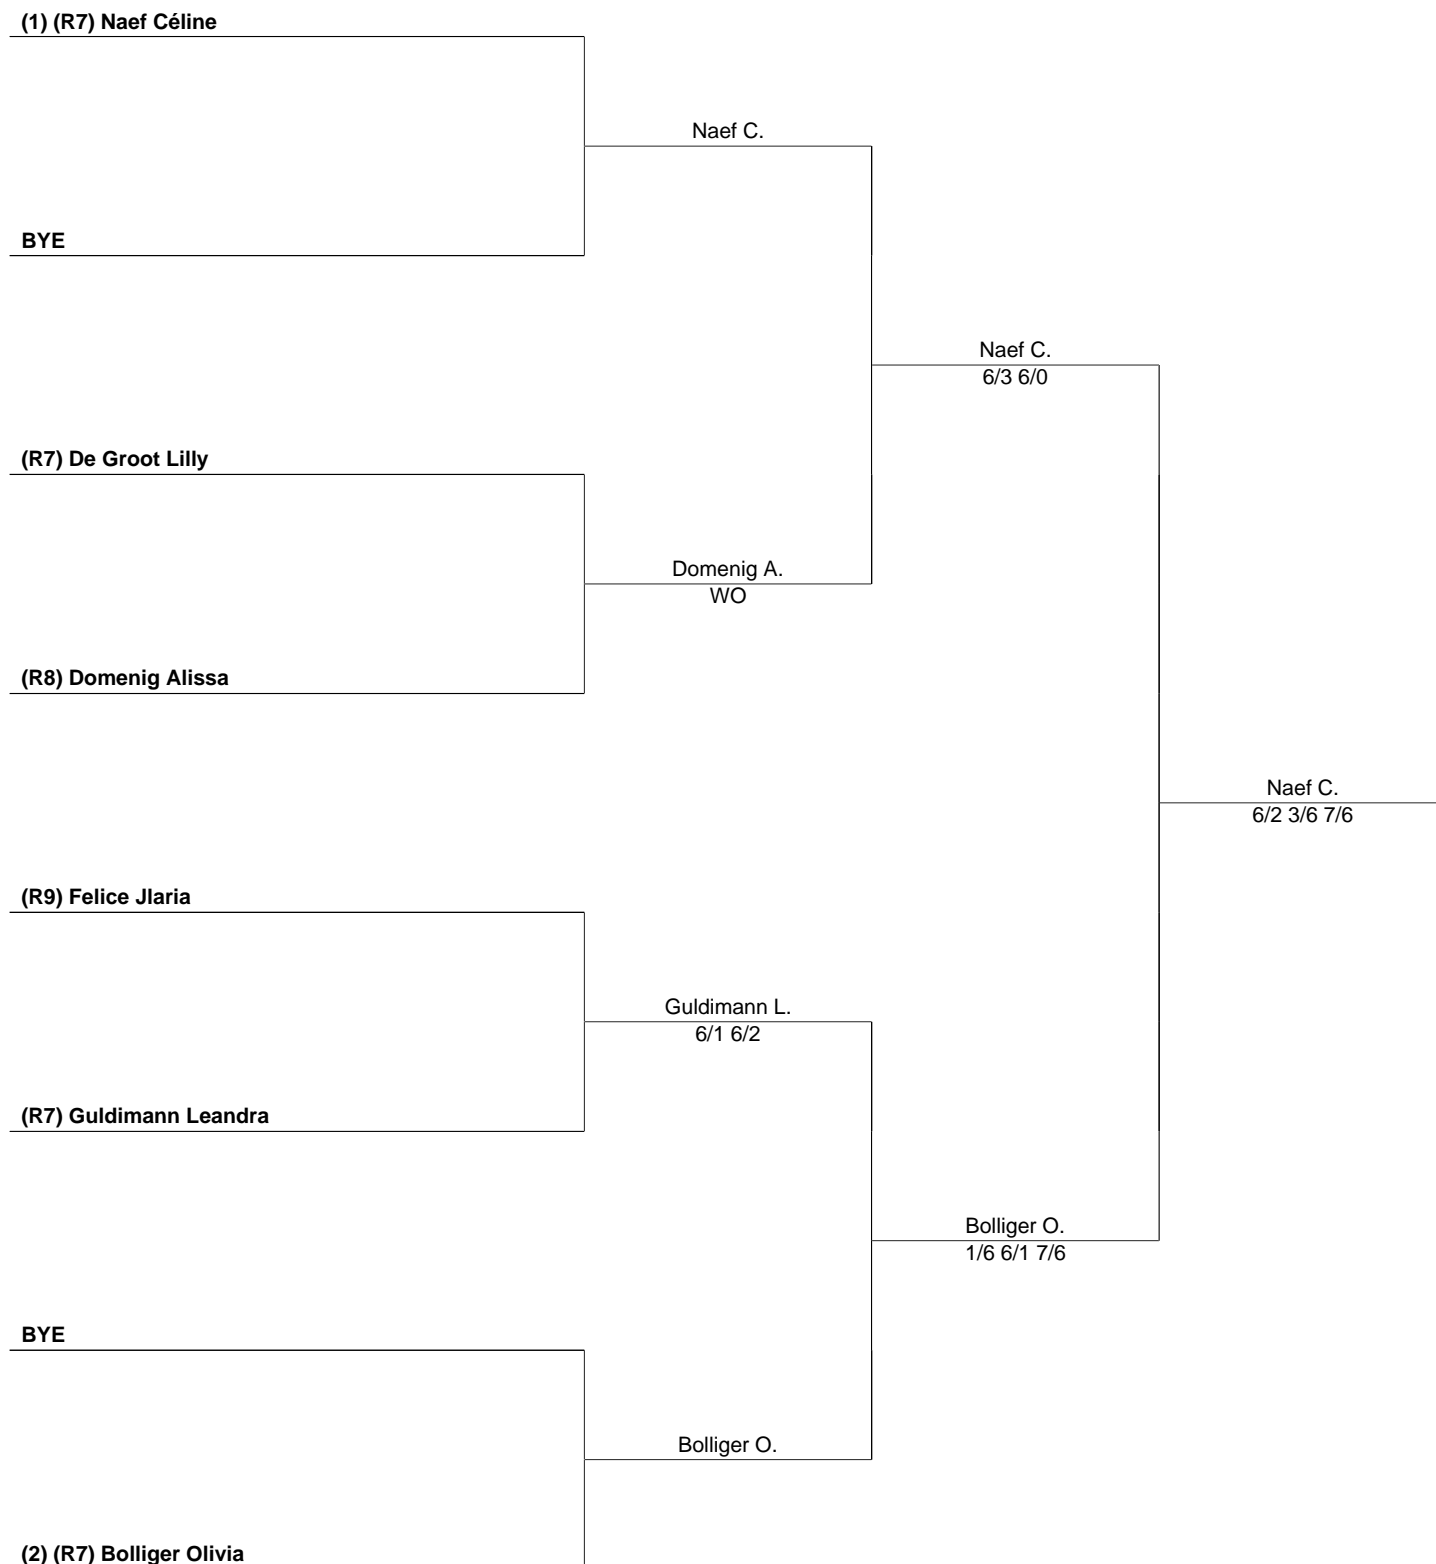 (1) (R7) Naef Céline
Naef C.
BYE
Naef C.
6/3 6/0
(R7) De Groot Lilly
Domenig A.
WO
(R8) Domenig Alissa
Naef C.
6/2 3/6 7/6
(R9) Felice Jlaria
Guldimann L.
6/1 6/2
(R7) Guldimann Leandra
Bolliger O.
1/6 6/1 7/6
BYE
Bolliger O.
(2) (R7) Bolliger Olivia